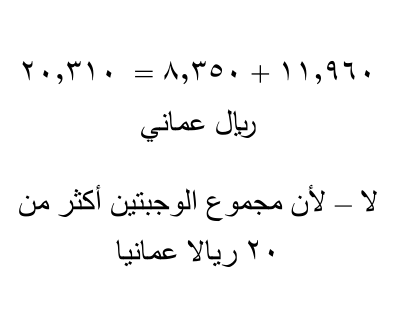 ١١,٩٦٠ + ٨,٣٥٠ = ٢٠,٣١٠
ريال عماني
لا – لأن مجموع الوجبتين أكثر من
٢٠ ريالا عمانيا